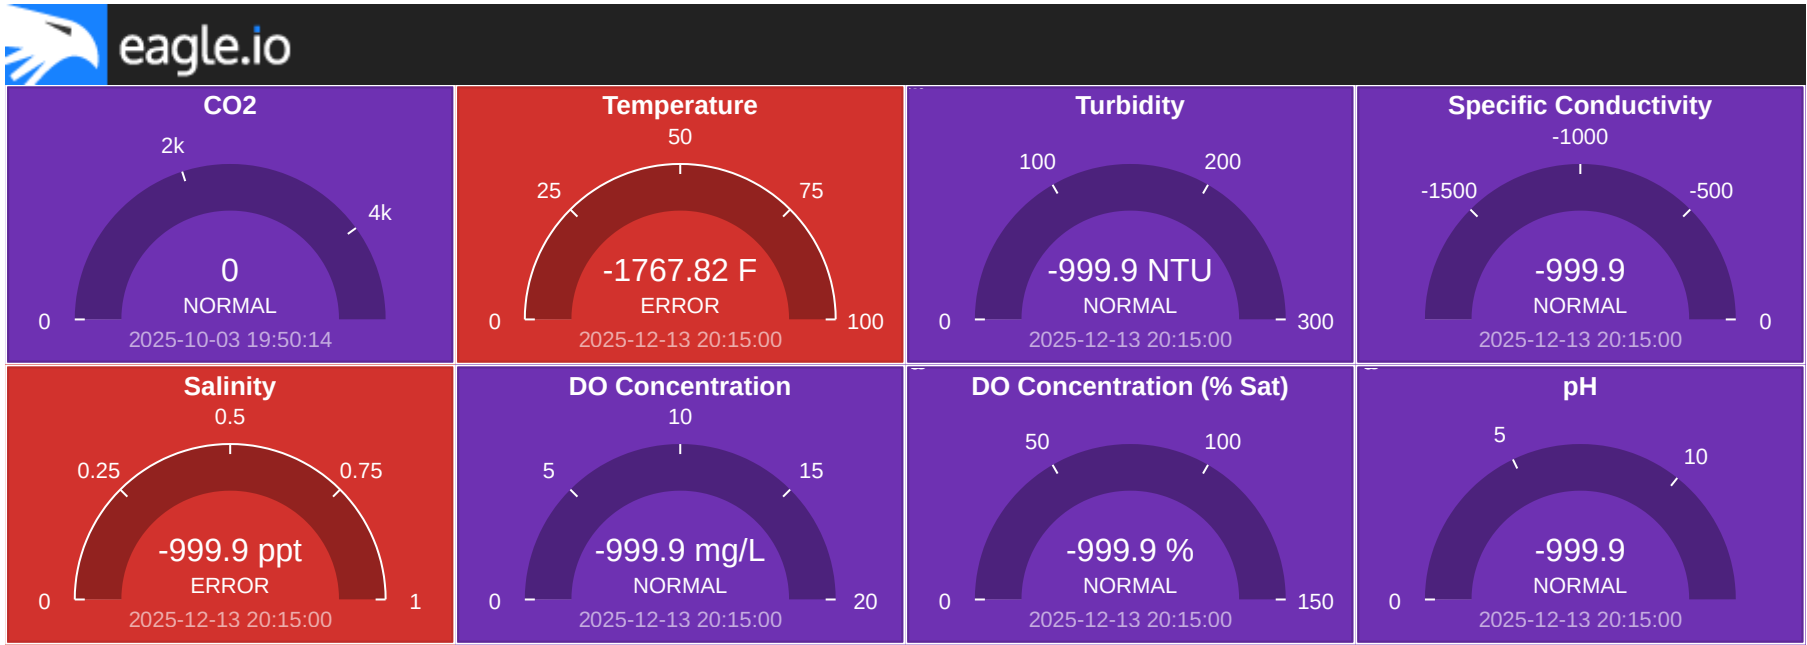 eagle.io
CO2
2k
4k
0
NORMAL
0
2025-10-03 19:50:14
Temperature
50
25
75
-1767.82 F
ERROR
0
100
2025-12-13 20:15:00
Turbidity
100
200
-999.9 NTU
NORMAL
0
300
2025-12-13 20:15:00
Specific Conductivity
-1000
-1500
-500
-999.9
NORMAL
0
2025-12-13 20:15:00
Salinity
0.5
0.25
0.75
-999.9 ppt
ERROR
0
1
2025-12-13 20:15:00
DO Concentration
10
5
15
-999.9 mg/L
NORMAL
0
20
2025-12-13 20:15:00
DO Concentration (% Sat)
50
100
-999.9 %
NORMAL
0
150
2025-12-13 20:15:00
pH
5
10
-999.9
NORMAL
0
2025-12-13 20:15:00